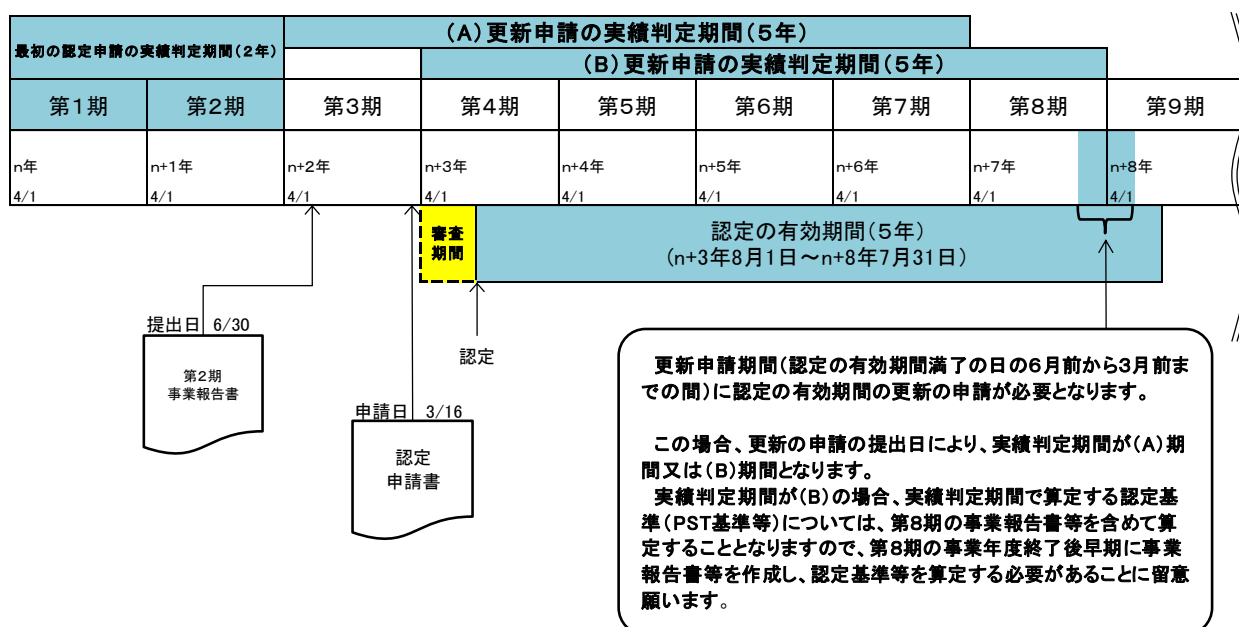 (A)更新申請の実績判定期間(5年)
最初の認定申請の実績判定期間(2年)
(B)更新申請の実績判定期間(5年)
第1期 第2期 第3期 第4期 第5期 第6期 第7期 第8期 第9期
n年 n+1年 n+2年 n+3年 n+4年 n+5年 n+6年 n+7年 n+8年
4/1 4/1 4/1 4/1 4/1 4/1 4/1 4/1 4/1
審査
期間
認定の有効期間(5年)
(n+3年8月1日~n+8年7月31日)
提出日 6/30
第2期
事業報告書
認定
申請日 3/16
認定
申請書
更新申請期間(認定の有効期間満了の日の6月前から3月前ま
での間)に認定の有効期間の更新の申請が必要となります。
この場合、更新の申請の提出日により、実績判定期間が(A)期
間又は(B)期間となります。
実績判定期間が(B)の場合、実績判定期間で算定する認定基
準(PST基準等)については、第8期の事業報告書等を含めて算
定することとなりますので、第8期の事業年度終了後早期に事業
報告書等を作成し、認定基準等を算定する必要があることに留意
願います。